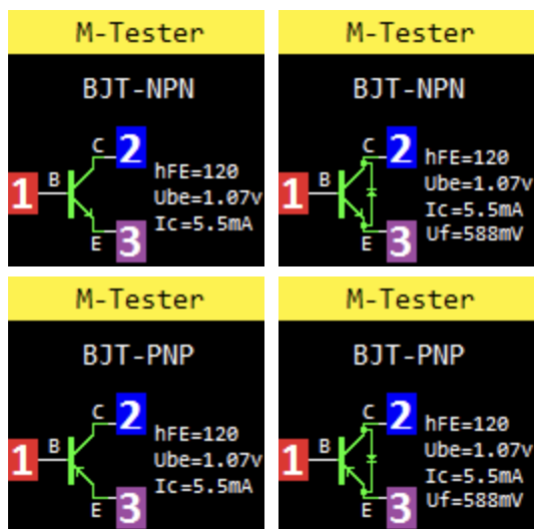 M-Tester
BJT-NPN
C 2
hFE=120
1 B
Ube=1.07v
Ic=5.5mA
E 3
M-Tester
BJT-NPN
C 2
hFE=120
1 B
Ube=1.07v
Ic=5.5mA
Uf=588mV
E 3
M-Tester
BJT-PNP
C 2
hFE=120
1 B
Ube=1.07v
Ic=5.5mA
E 3
M-Tester
BJT-PNP
C 2
hFE=120
1 B
Ube=1.07v
Ic=5.5mA
Uf=588mV
E 3